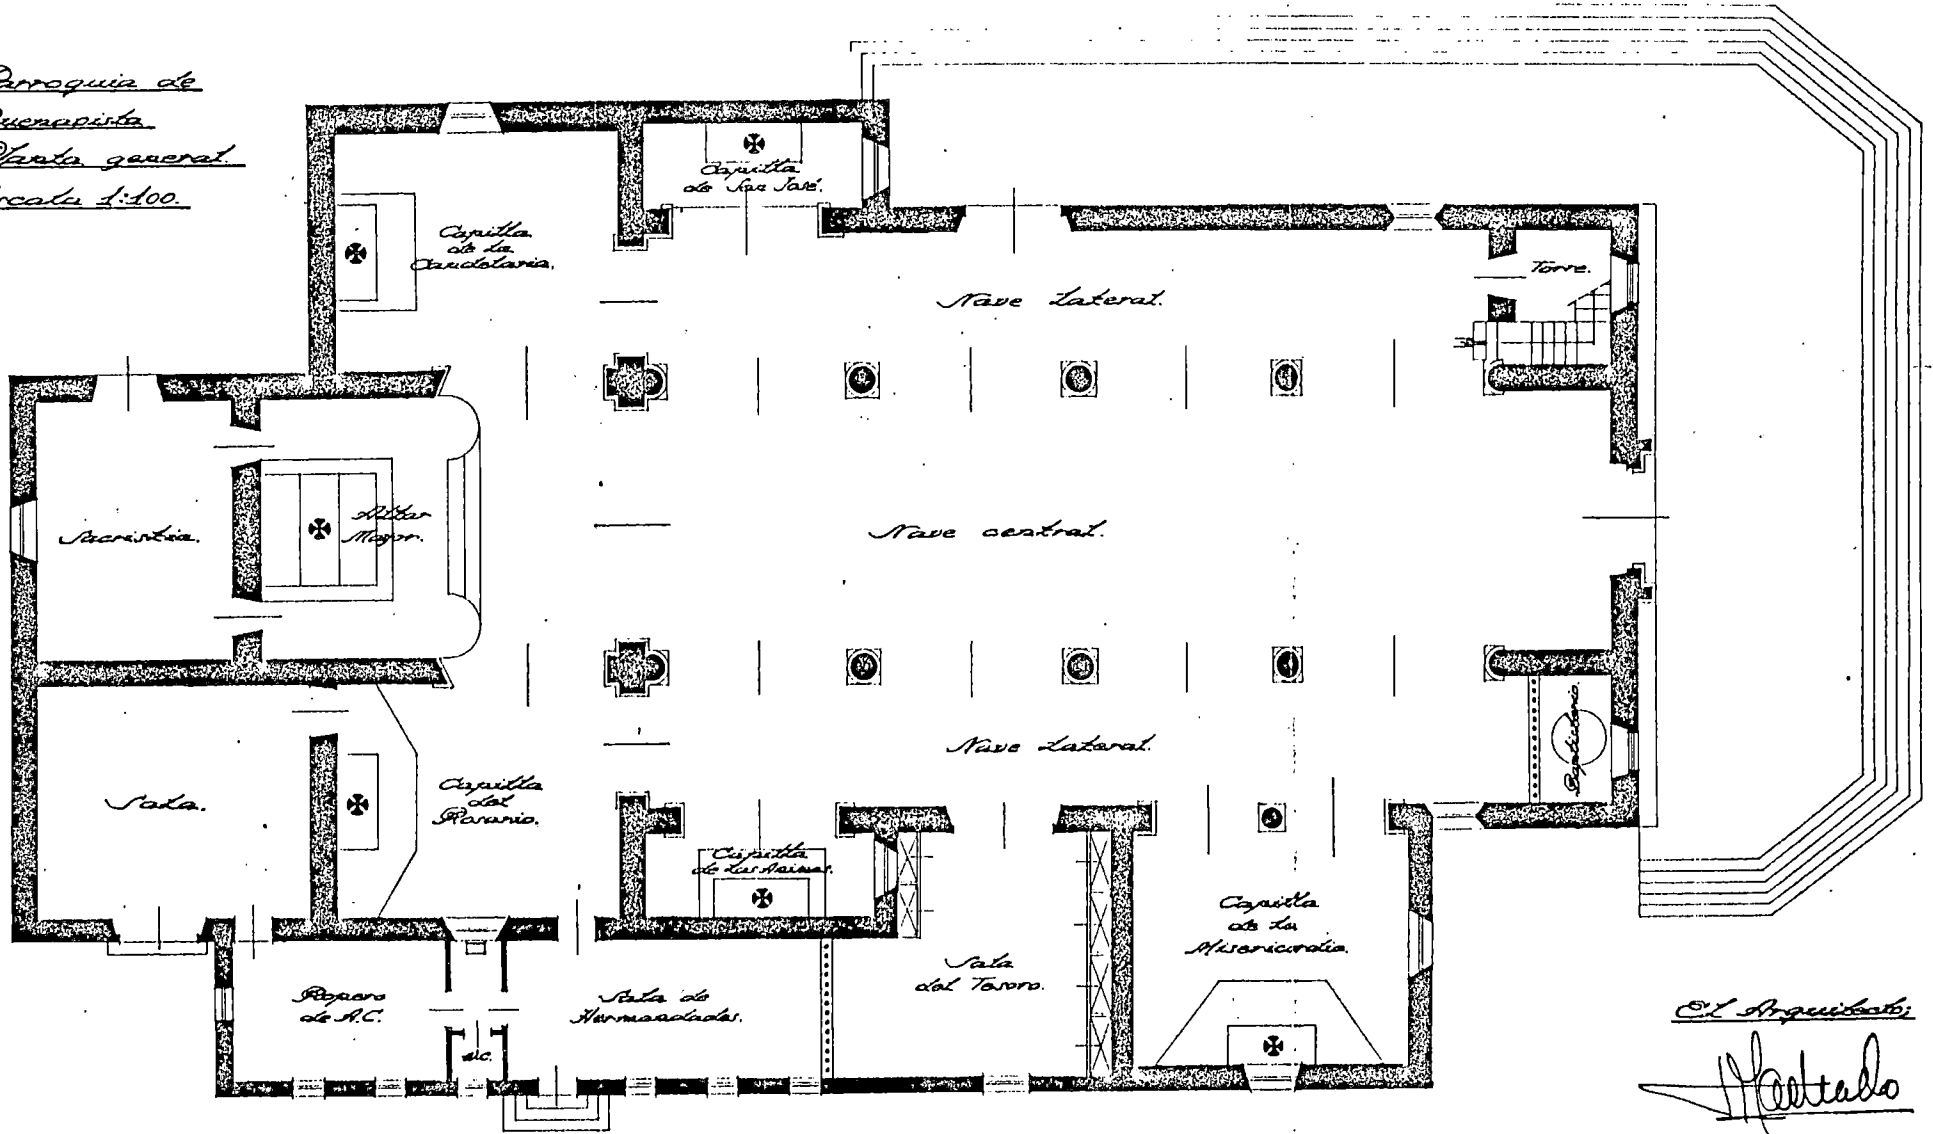 Parroquia de
Buenavista
Planta general.
Escala 1:100.
Capilla
de San José.
Capilla
de la
Candelaria.
Torre.
Nave Lateral.
Altar
Mayor.
Sacristia.
Nave central.
Nave Lateral.
Baptisterio.
Sala.
Capilla
del
Rosario.
Capilla
de las Animas.
Capilla
de la
Misericordia.
Sala
del Tesoro.
Ropero
de A.C.
Sala de
Hermandades.
W.C.
El Arquitecto;